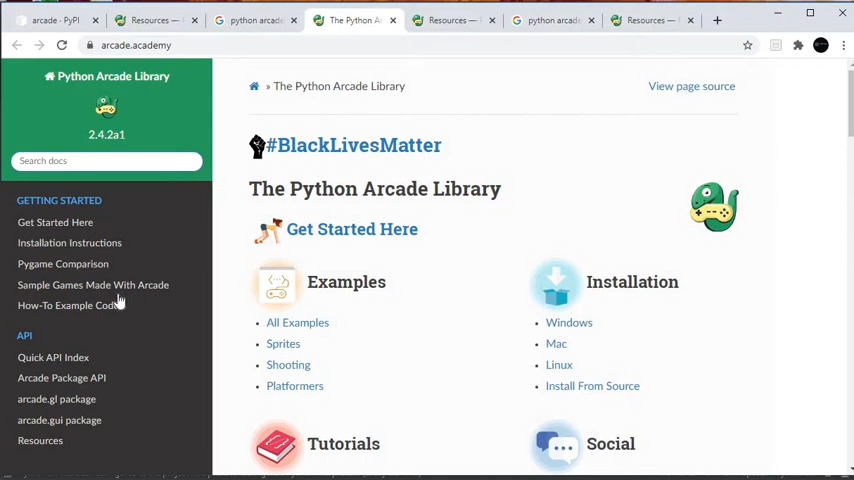 arcade · PyPI
Resources —
python arcade
The Python A
Resources —
python arcade
Resources —
arcade.academy
Python Arcade Library
2.4.2a1
Search docs
GETTING STARTED
Get Started Here
Installation Instructions
Pygame Comparison
Sample Games Made With Arcade
How-To Example Code
API
Quick API Index
Arcade Package API
arcade.gl package
arcade.gui package
Resources
» The Python Arcade Library
View page source
#BlackLivesMatter
The Python Arcade Library
Get Started Here
Examples
All Examples
Sprites
Shooting
Platformers
Installation
Windows
Mac
Linux
Install From Source
Tutorials
Social